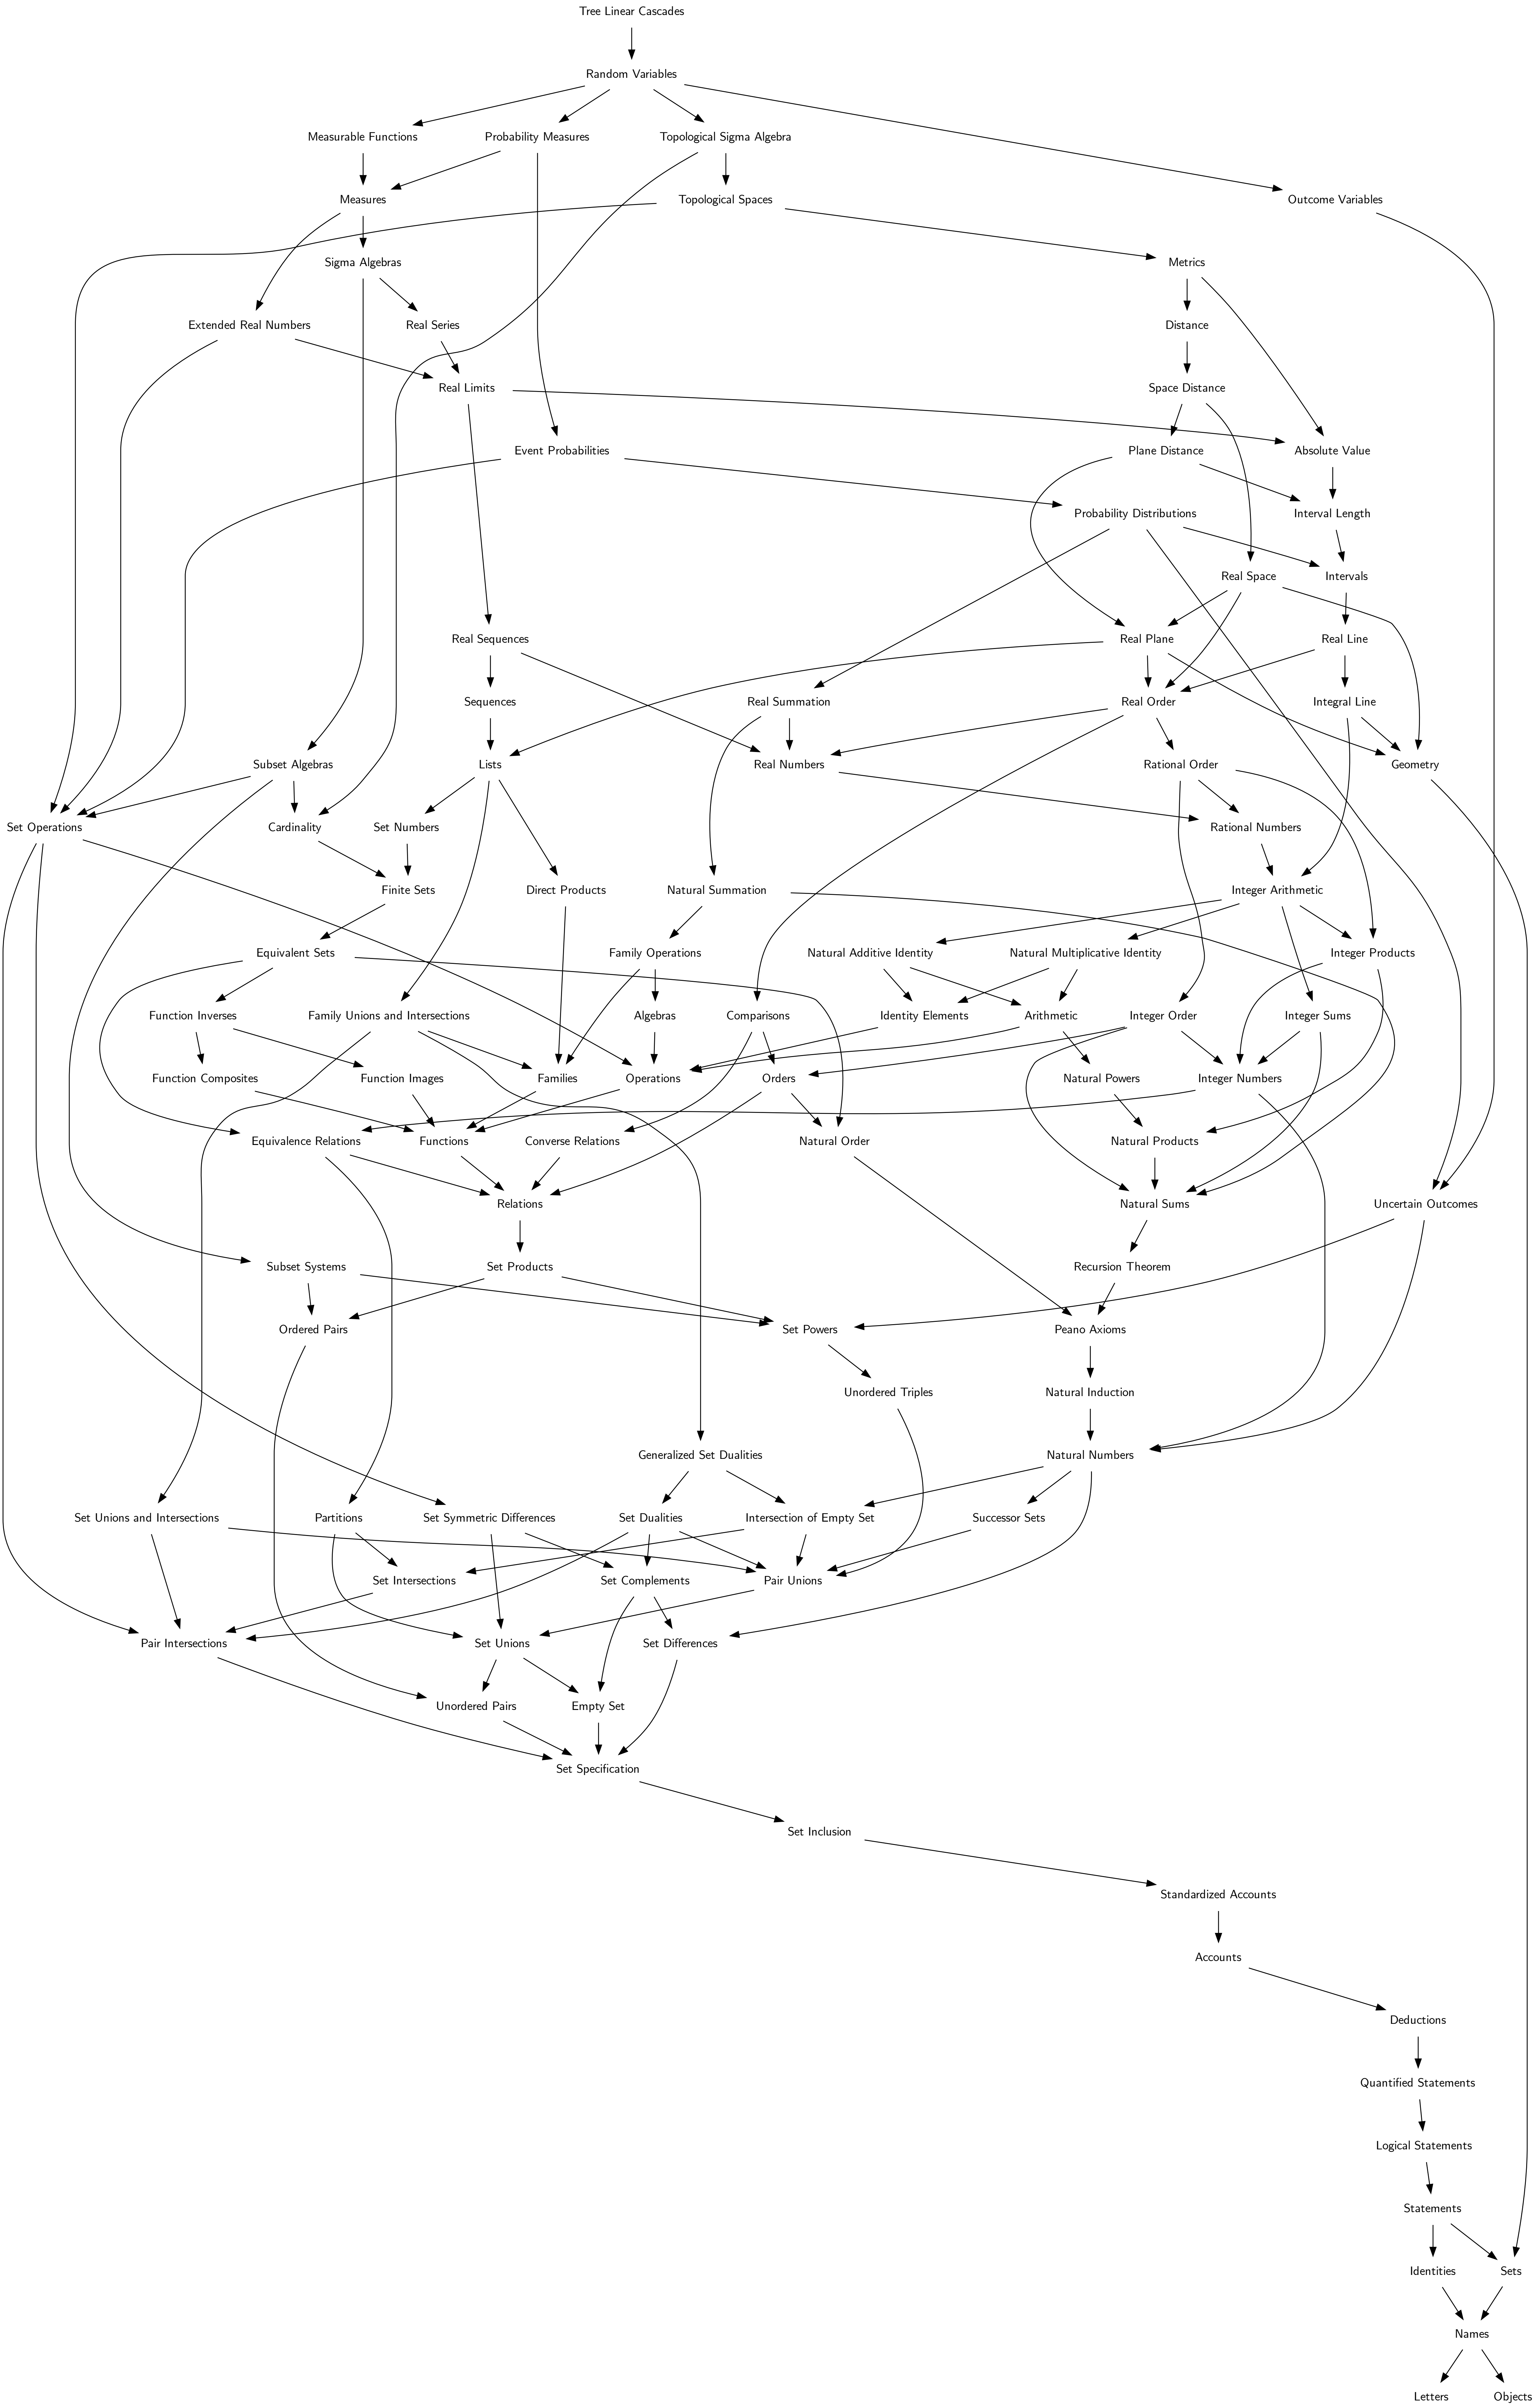 Tree Linear Cascades
Random Variables
Measurable Functions
Probability Measures
Topological Sigma Algebra
Measures
Topological Spaces
Outcome Variables
Sigma Algebras
Metrics
Extended Real Numbers
Real Series
Distance
Real Limits
Space Distance
Event Probabilities
Plane Distance
Absolute Value
Probability Distributions
Interval Length
Real Space
Intervals
Real Sequences
Real Plane
Real Line
Sequences
Real Summation
Real Order
Integral Line
Subset Algebras
Lists
Real Numbers
Rational Order
Geometry
Set Operations
Cardinality
Set Numbers
Rational Numbers
Finite Sets
Direct Products
Natural Summation
Integer Arithmetic
Equivalent Sets
Family Operations
Natural Additive Identity
Natural Multiplicative Identity
Integer Products
Function Inverses
Family Unions and Intersections
Algebras
Comparisons
Identity Elements
Arithmetic
Integer Order
Integer Sums
Function Composites
Function Images
Families
Operations
Orders
Natural Powers
Integer Numbers
Equivalence Relations
Functions
Converse Relations
Natural Order
Natural Products
Relations
Natural Sums
Uncertain Outcomes
Subset Systems
Set Products
Recursion Theorem
Ordered Pairs
Set Powers
Peano Axioms
Unordered Triples
Natural Induction
Generalized Set Dualities
Natural Numbers
Set Unions and Intersections
Partitions
Set Symmetric Differences
Set Dualities
Intersection of Empty Set
Successor Sets
Set Intersections
Set Complements
Pair Unions
Pair Intersections
Set Unions
Set Differences
Unordered Pairs
Empty Set
Set Specification
Set Inclusion
Standardized Accounts
Accounts
Deductions
Quantified Statements
Logical Statements
Statements
Identities
Sets
Names
Letters
Objects